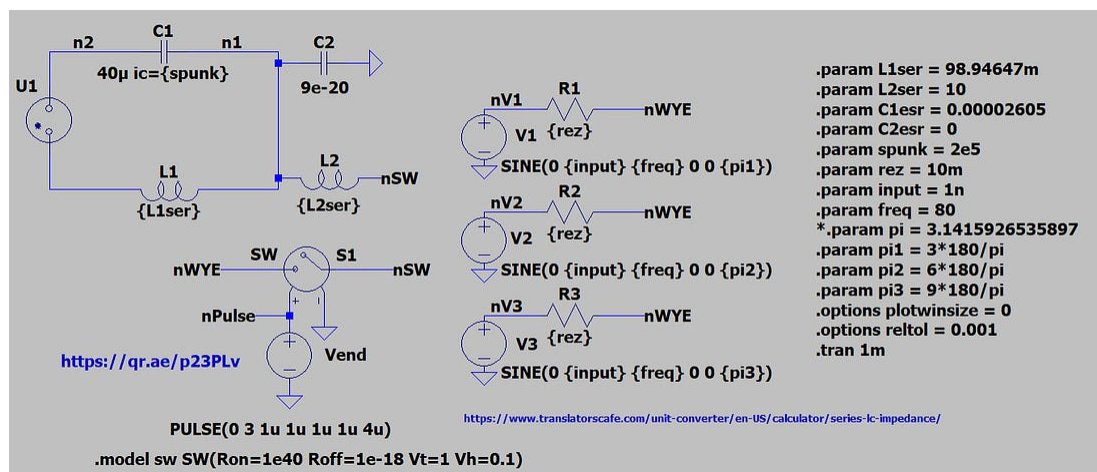 n2
C1
n1
C2
40µ ic={spunk}
9e-20
U1
L1
{L1ser}
L2
nSW
{L2ser}
nWYE
SW
S1
nSW
+
nPulse
+
Vend
https://qr.ae/p23PLv
PULSE(0 3 1u 1u 1u 1u 4u)
.model sw SW(Ron=1e40 Roff=1e-18 Vt=1 Vh=0.1)
nV1
R1
nWYE
+
V1
{rez}
SINE(0 {input} {freq} 0 0 {pi1})
nV2
R2
nWYE
+
V2
{rez}
SINE(0 {input} {freq} 0 0 {pi2})
nV3
R3
nWYE
+
V3
{rez}
SINE(0 {input} {freq} 0 0 {pi3})
https://www.translatorscafe.com/unit-converter/en-US/calculator/series-lc-impedance/
.param L1ser = 98.94647m
.param L2ser = 10
.param C1esr = 0.00002605
.param C2esr = 0
.param spunk = 2e5
.param rez = 10m
.param input = 1n
.param freq = 80
*.param pi = 3.1415926535897
.param pi1 = 3*180/pi
.param pi2 = 6*180/pi
.param pi3 = 9*180/pi
.options plotwinsize = 0
.options reltol = 0.001
.tran 1m